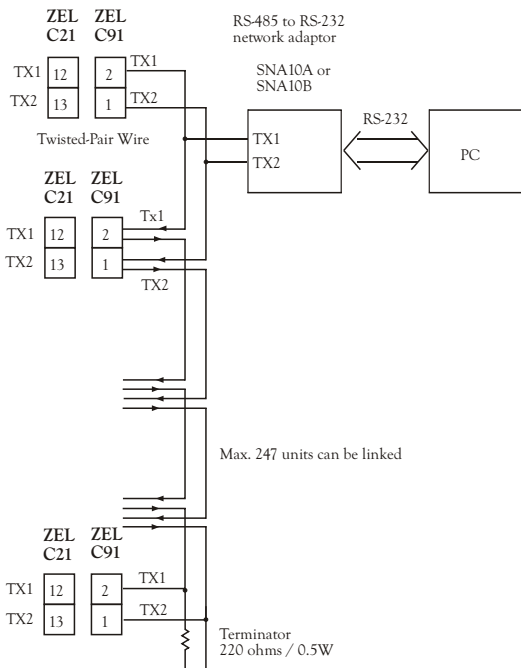 ZEL ZEL
C21 C91
TX1 12 2 TX1
TX2 13 1 TX2
Twisted-Pair Wire
RS-485 to RS-232
network adaptor
SNA10A or
SNA10B
TX1
TX2
RS-232
PC
ZEL ZEL
C21 C91
TX1 12 2 Tx1
TX2 13 1
TX2
Max. 247 units can be linked
ZEL ZEL
C21 C91
TX1 12 2 TX1
TX2 13 1 TX2
Terminator
220 ohms / 0.5W